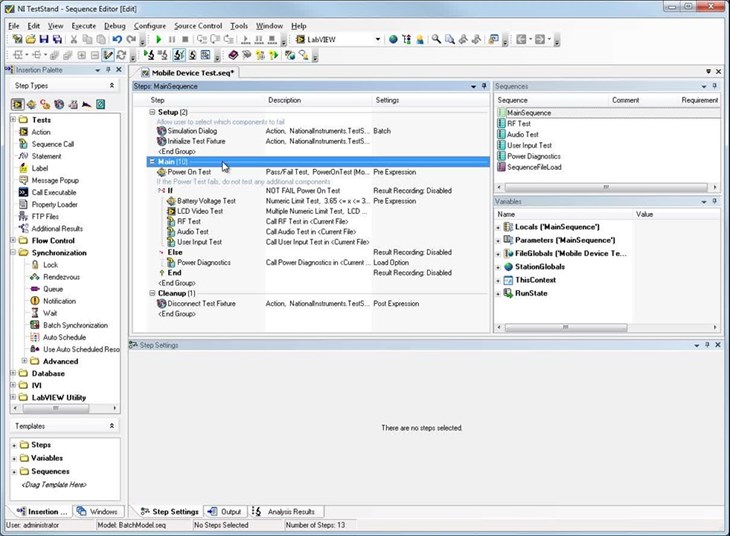 NI TestStand - Sequence Editor [Edit]
File Edit View Execute Debug Configure Source Control Tools Window Help
LabVIEW
Insertion Palette
Step Types
Tests
Action
Sequence Call
Statement
Label
Message Popup
Call Executable
Property Loader
FTP Files
Additional Results
Flow Control
Synchronization
Lock
Rendezvous
Queue
Notification
Wait
Batch Synchronization
Auto Schedule
Use Auto Scheduled Reso
Advanced
Database
IVI
LabVIEW Utility
Templates
Steps
Variables
Sequences
<Drag Template Here>
Insertion ... Windows
Mobile Device Test.seq*
Steps: MainSequence
Step Description Settings
Setup (2)
Allow user to select which components to fail
Simulation Dialog Action, NationalInstruments.TestS Batch
Initialize Test Fixture Action, NationalInstruments.TestS
<End Group>
Main (10)
Power On Test Pass/Fail Test, PowerOnTest (Mo... Pre Expression
If the Power Test fails, do not test any additional components
If NOT FAIL Power On Test Result Recording: Disabled
Battery Voltage Test Numeric Limit Test, 3.65 <= x <= 3... Pre Expression
LCD Video Test Multiple Numeric Limit Test, LCD ...
RF Test Call RF Test in <Current File>
Audio Test Call Audio Test in <Current File>
User Input Test Call User Input Test in <Current File>
Else Result Recording: Disabled
Power Diagnostics Call Power Diagnostics in <Current ... Load Option
End Result Recording: Disabled
<End Group>
Cleanup (1)
Disconnect Test Fixture Action, NationalInstruments.TestS Post Expression
<End Group>
Sequences
Sequence Comment Requirement
MainSequence
RF Test
Audio Test
User Input Test
Power Diagnostics
SequenceFileLoad
Variables
Name Value
Locals ('MainSequence')
Parameters ('MainSequence')
FileGlobals ('Mobile Device Te...
StationGlobals
ThisContext
RunState
Step Settings
There are no steps selected.
Step Settings Output Analysis Results
User: administrator Model: BatchModel.seq No Steps Selected Number of Steps: 13